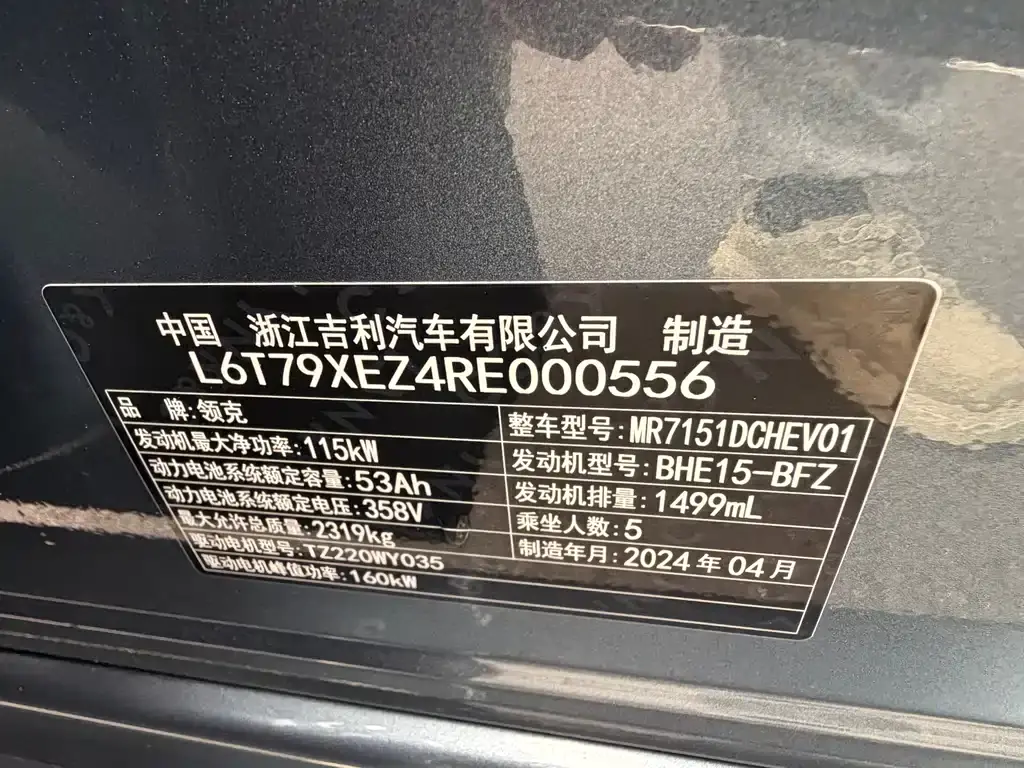 中国 浙江吉利汽车有限公司 制造
L6T79XEZ4RE000556
品 牌:领克
整车型号:MR7151DCHEV01
发动机最大净功率:115kW
发动机型号:BHE15-BFZ
动力电池系统额定容量:53Ah
发动机排量:1499mL
动力电池系统额定电压:358V
乘坐人数:5
最大允许总质量:2319kg
制造年月:2024年04月
驱动电机型号:TZ220WY035
驱动电机峰值功率:160kW